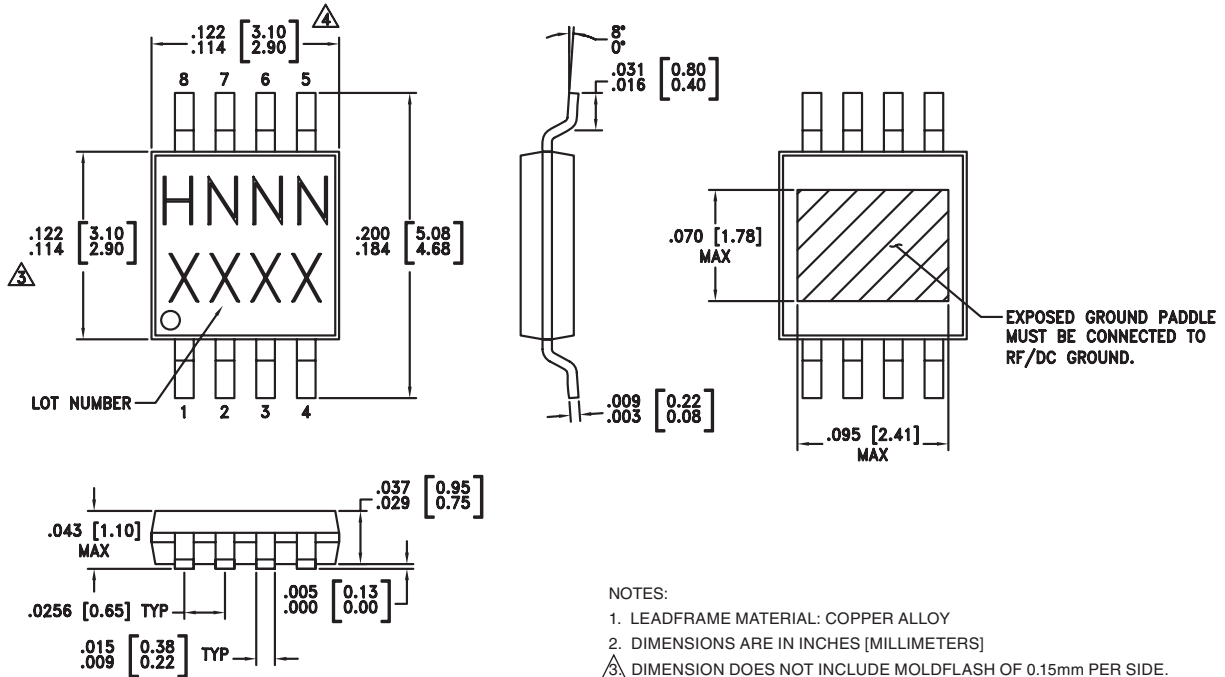 4
.122 [3.10]
.114 [2.90]
8 7 6 5
HNNN
XXXX
.122 [3.10]
.114 [2.90]
3
.200 [5.08]
.184 [4.68]
LOT NUMBER
1 2 3 4
8°
0°
.031 [0.80]
.016 [0.40]
.009 [0.22]
.003 [0.08]
.070 [1.78]
MAX
EXPOSED GROUND PADDLE
MUST BE CONNECTED TO
RF/DC GROUND.
.095 [2.41]
MAX
.037 [0.95]
.029 [0.75]
.043 [1.10]
MAX
.005 [0.13]
.000 [0.00]
.0256 [0.65] TYP
.015 [0.38]
.009 [0.22] TYP
NOTES:
1. LEADFRAME MATERIAL: COPPER ALLOY
2. DIMENSIONS ARE IN INCHES [MILLIMETERS]
3. DIMENSION DOES NOT INCLUDE MOLDFLASH OF 0.15mm PER SIDE.